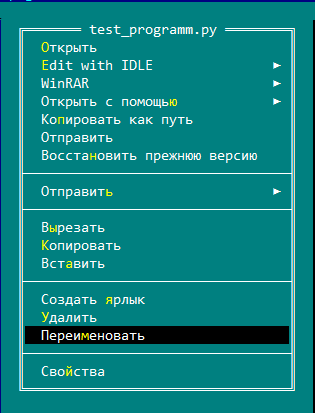 test_programm.py
Открыть
Edit with IDLE
WinRAR
Открыть с помощью
Копировать как путь
Отправить
Восстановить прежнюю версию
Отправить
Вырезать
Копировать
Вставить
Создать ярлык
Удалить
Переименовать
Свойства